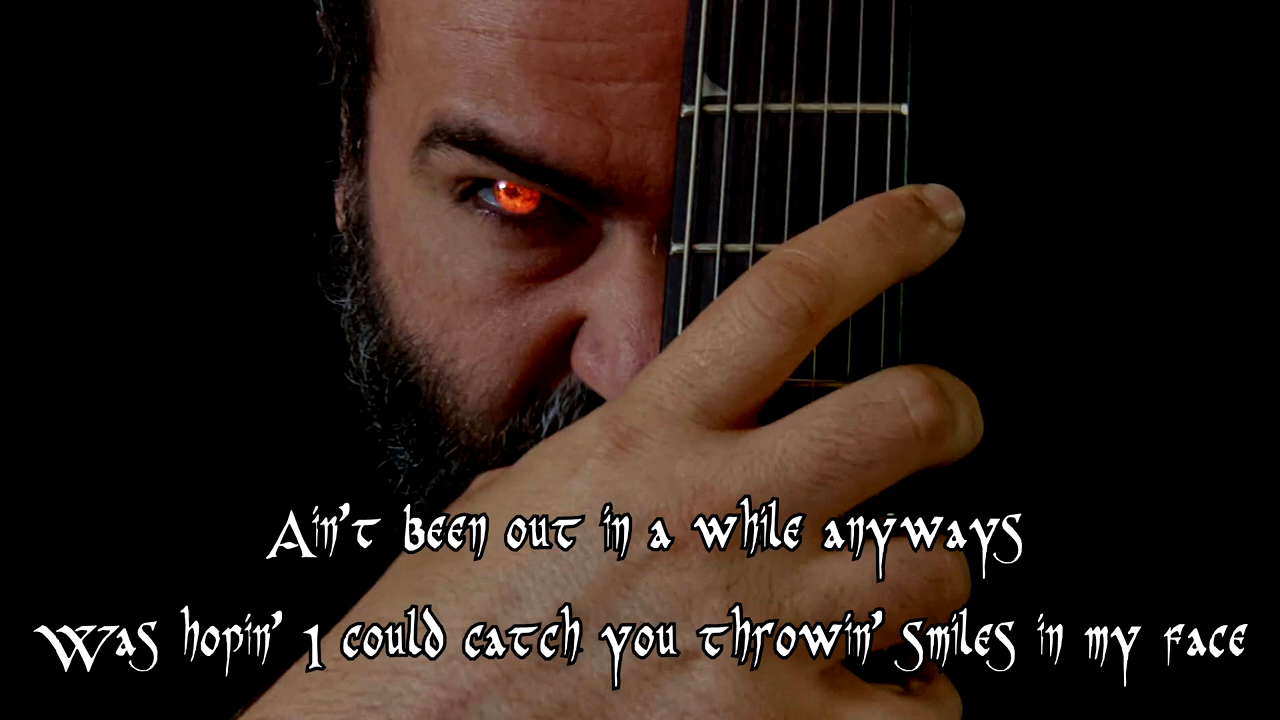 Ain't been out in a while anyways
Was hopin' I could catch you throwin' smiles in my face